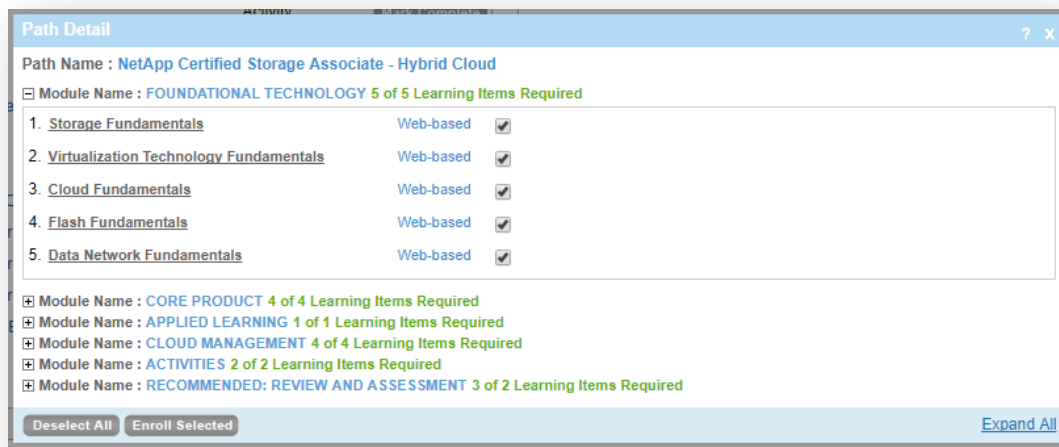 Activity Mark Complete
Path Detail ? X
Path Name : NetApp Certified Storage Associate - Hybrid Cloud
Module Name : FOUNDATIONAL TECHNOLOGY 5 of 5 Learning Items Required
1. Storage Fundamentals Web-based
2. Virtualization Technology Fundamentals Web-based
3. Cloud Fundamentals Web-based
4. Flash Fundamentals Web-based
5. Data Network Fundamentals Web-based
Module Name : CORE PRODUCT 4 of 4 Learning Items Required
Module Name : APPLIED LEARNING 1 of 1 Learning Items Required
Module Name : CLOUD MANAGEMENT 4 of 4 Learning Items Required
Module Name : ACTIVITIES 2 of 2 Learning Items Required
Module Name : RECOMMENDED: REVIEW AND ASSESSMENT 3 of 2 Learning Items Required
Deselect All Enroll Selected Expand All